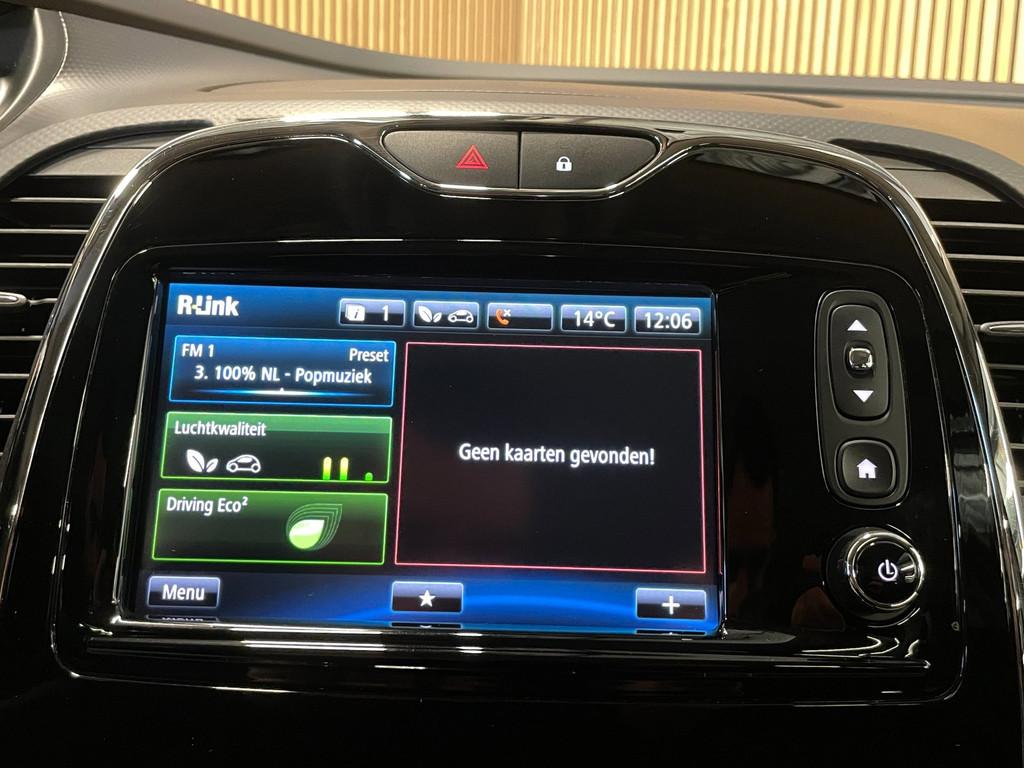 R-Link
1
14°C
12:06
FM 1
Preset
3. 100% NL - Popmuziek
Luchtkwaliteit
Driving Eco²
Geen kaarten gevonden!
Menu